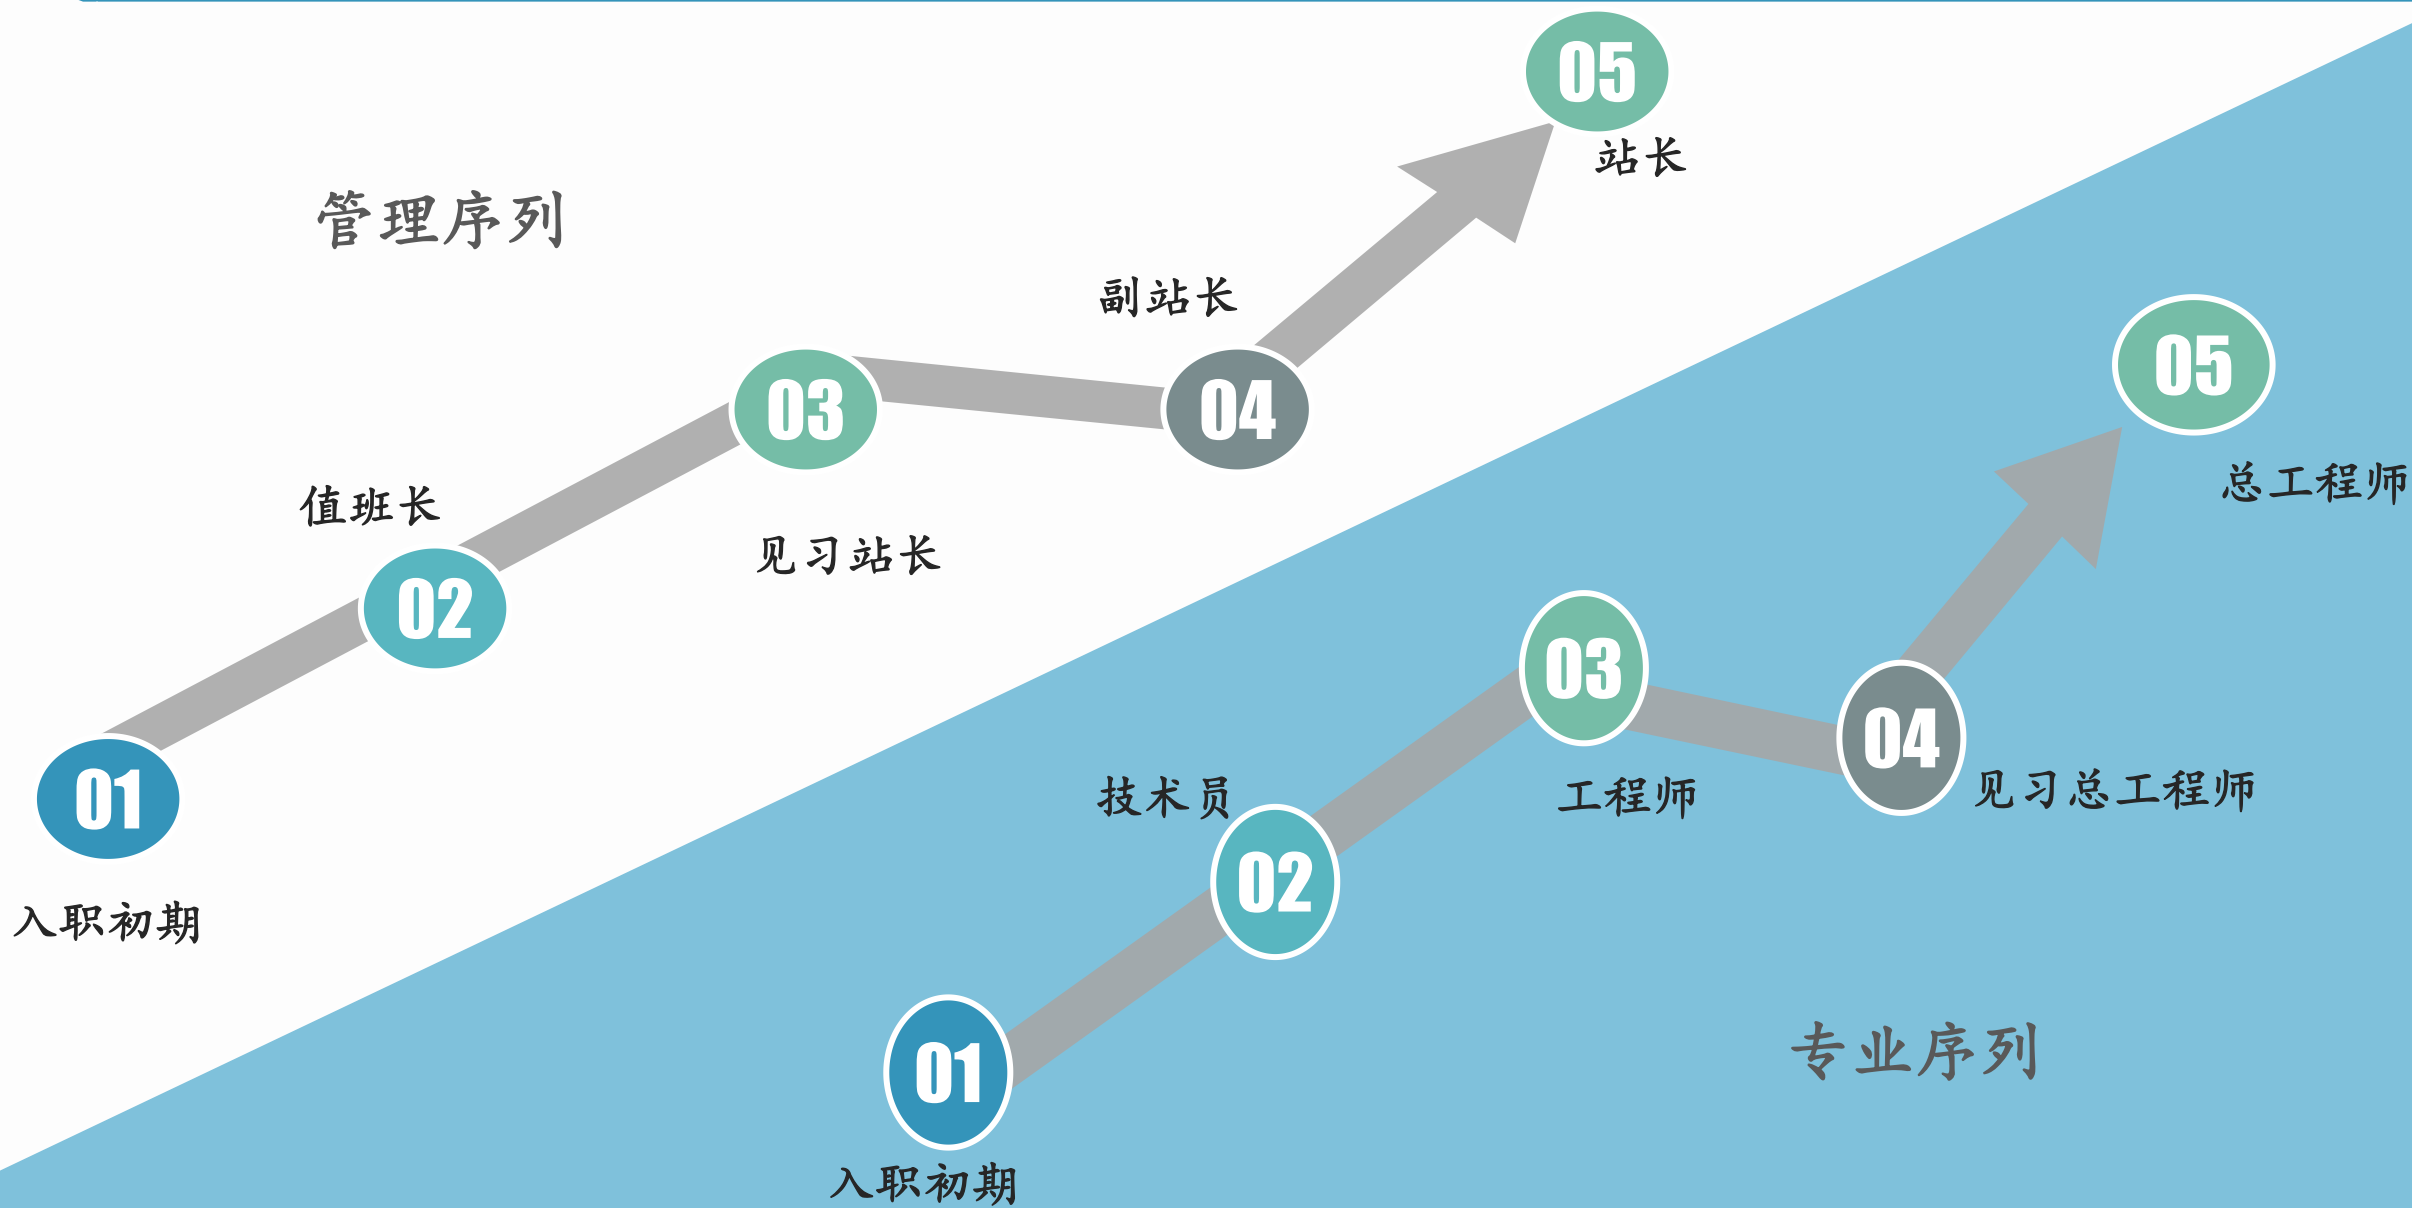 管理序列
01
入职初期
02
值班长
03
见习站长
04
副站长
05
站长
专业序列
01
入职初期
02
技术员
03
工程师
04
见习总工程师
05
总工程师